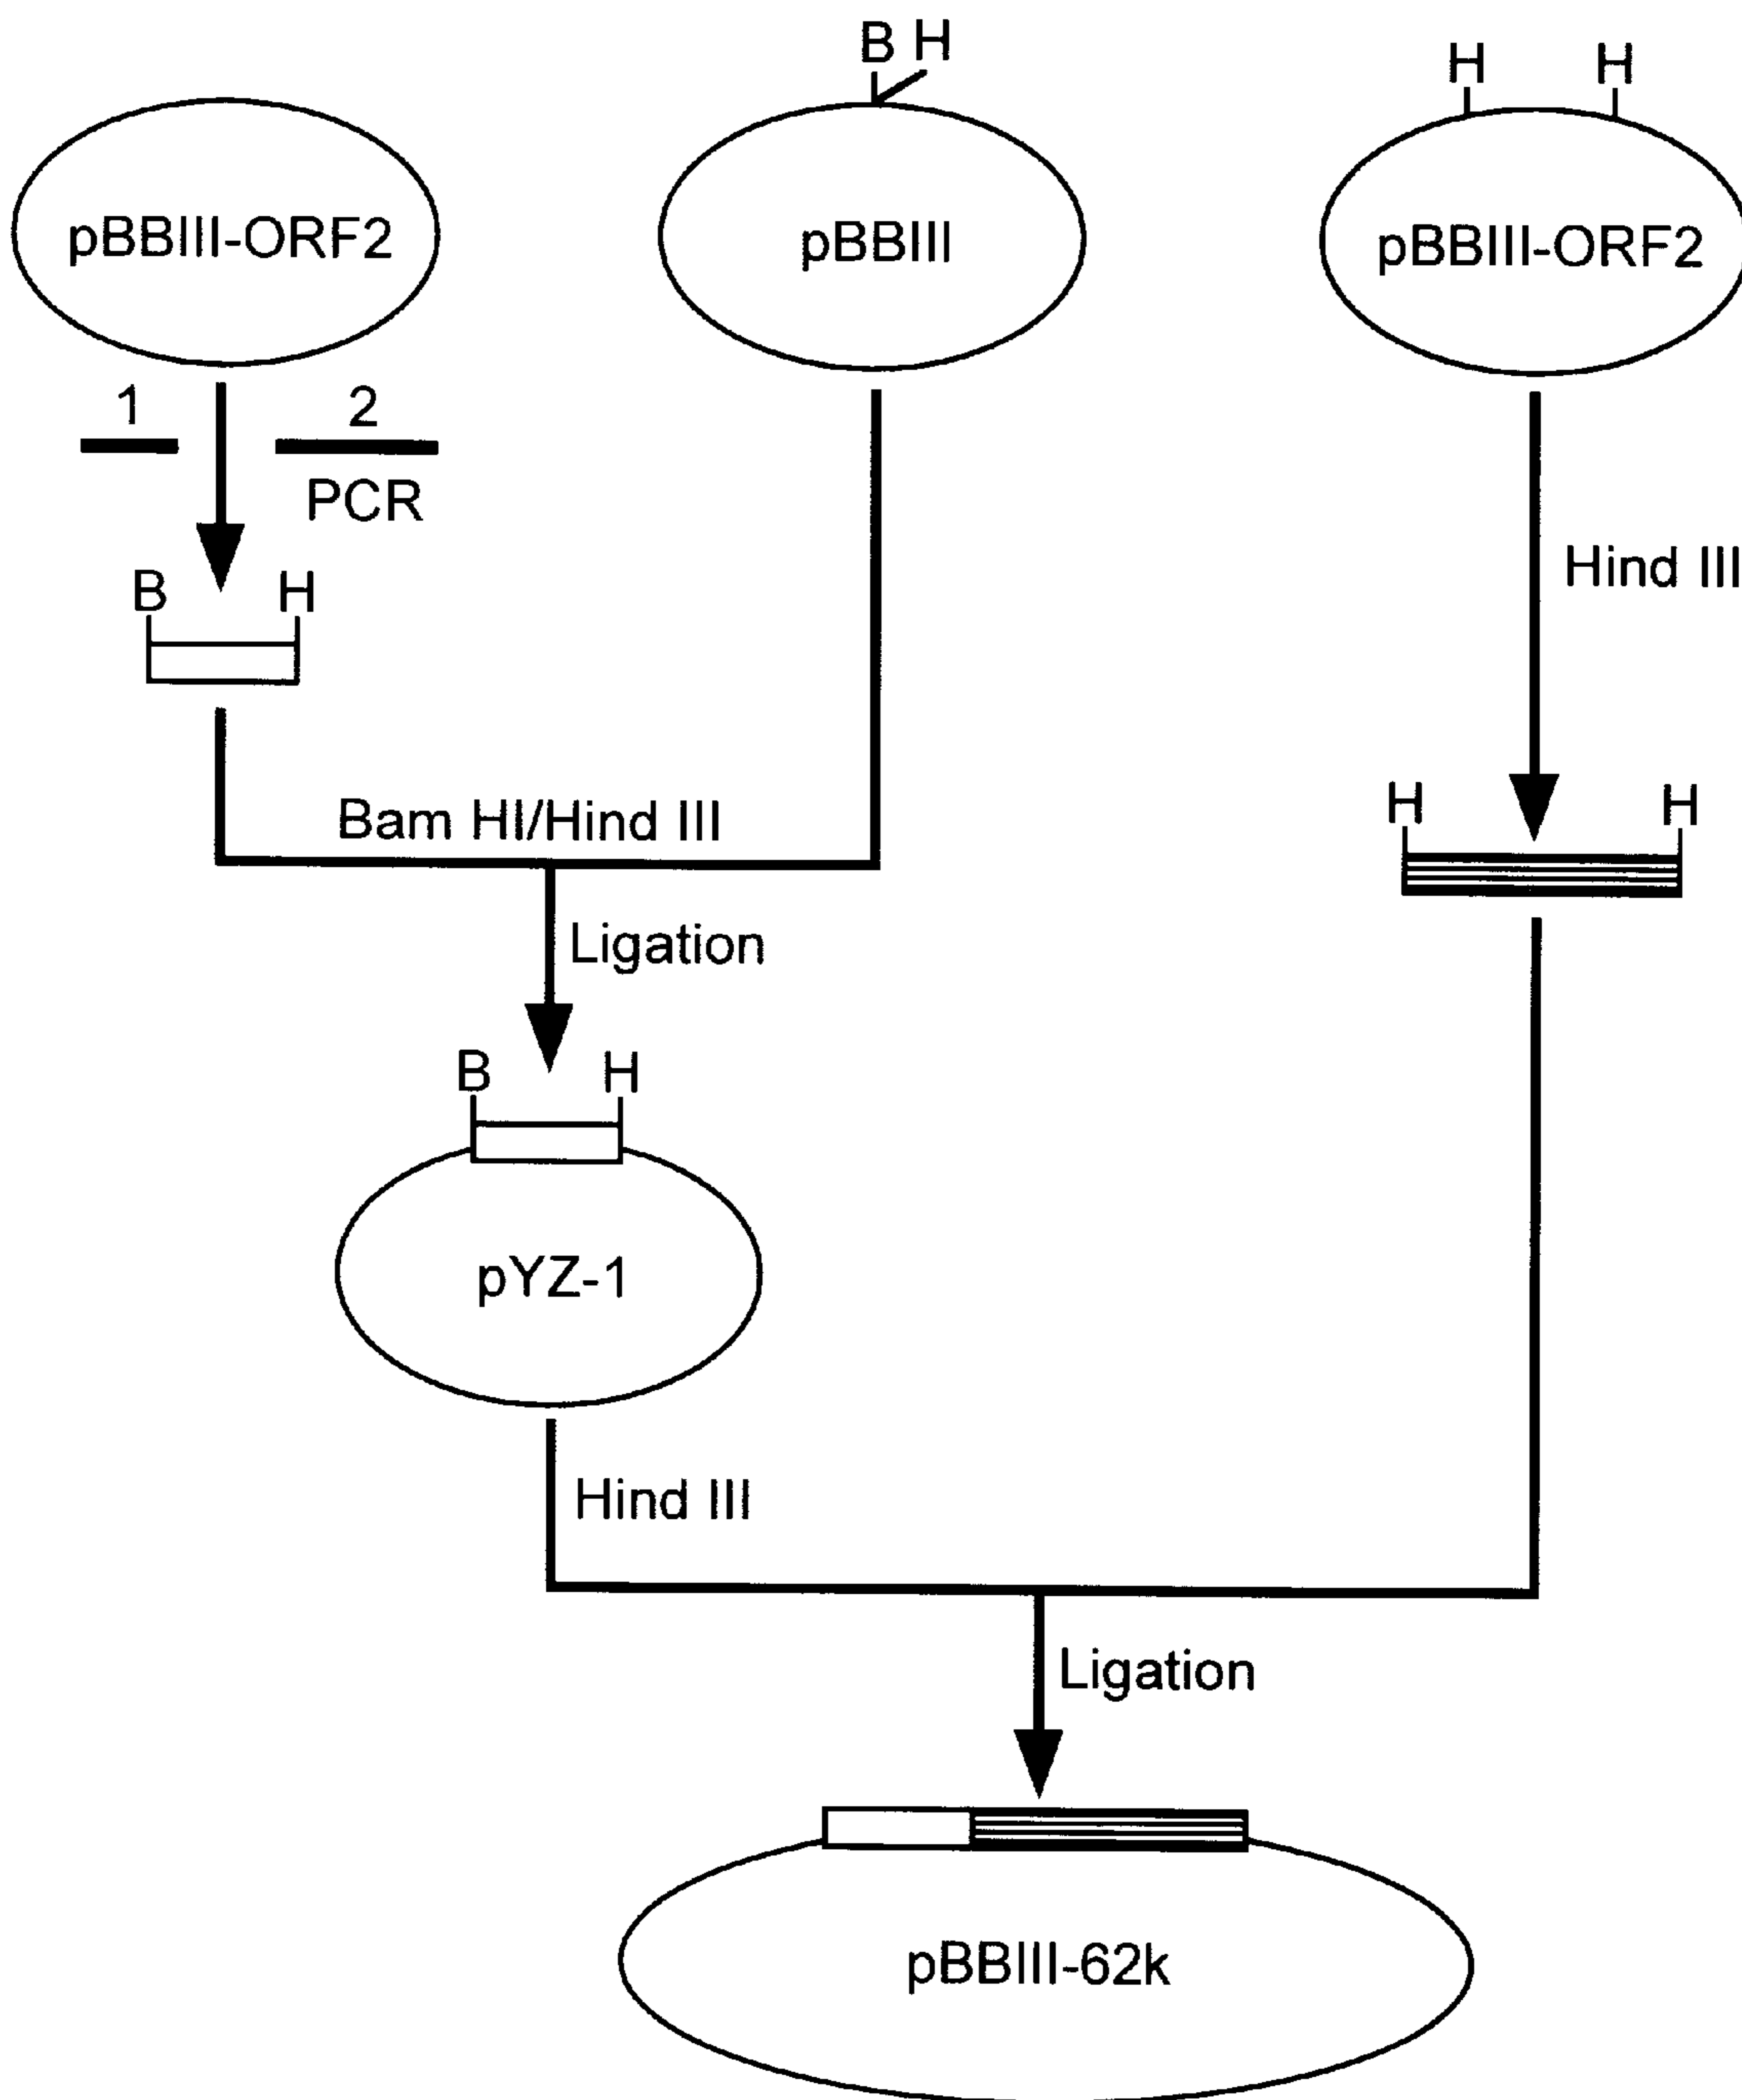 B H
H H
pBBIII-ORF2
pBBIII
pBBIII-ORF2
1 2
PCR
Hind III
B H
Bam HI/Hind III
H H
Ligation
B H
pYZ-1
Hind III
Ligation
pBBIII-62k